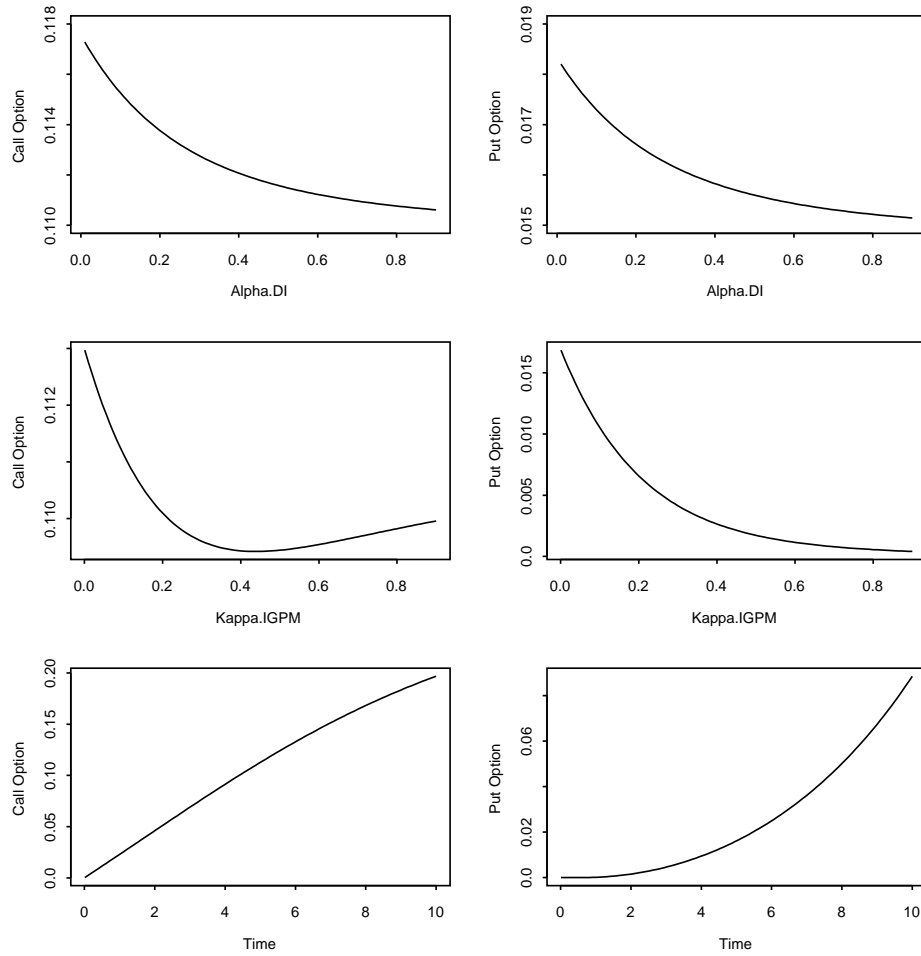 Call Option
0.110 0.114 0.118
0.0 0.2 0.4 0.6 0.8
Alpha.DI
Put Option
0.015 0.017 0.019
0.0 0.2 0.4 0.6 0.8
Alpha.DI
Call Option
0.110 0.112
0.0 0.2 0.4 0.6 0.8
Kappa.IGPM
Put Option
0.0 0.005 0.010 0.015
0.0 0.2 0.4 0.6 0.8
Kappa.IGPM
Call Option
0.0 0.05 0.10 0.15 0.20
0 2 4 6 8 10
Time
Put Option
0.0 0.02 0.06
0 2 4 6 8 10
Time